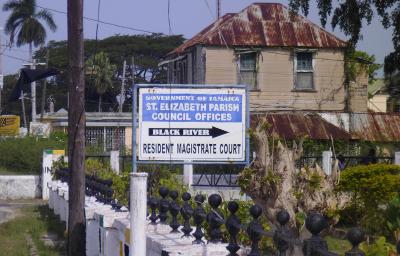 GOVERNMENT OF JAMAICA
ST. ELIZABETH PARISH
COUNCIL OFFICES
BLACK RIVER
RESIDENT MAGISTRATE COURT